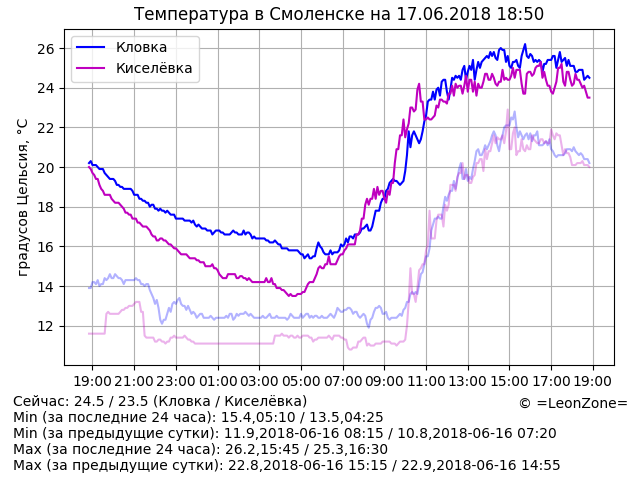 Температура в Смоленске на 17.06.2018 18:50
Кловка
Киселёвка
градусов Цельсия, °C
26
24
22
20
18
16
14
12
19:00 21:00 23:00 01:00 03:00 05:00 07:00 09:00 11:00 13:00 15:00 17:00 19:00
Сейчас: 24.5 / 23.5 (Кловка / Киселёвка)
© =LeonZone=
Min (за последние 24 часа): 15.4,05:10 / 13.5,04:25
Min (за предыдущие сутки): 11.9,2018-06-16 08:15 / 10.8,2018-06-16 07:20
Max (за последние 24 часа): 26.2,15:45 / 25.3,16:30
Max (за предыдущие сутки): 22.8,2018-06-16 15:15 / 22.9,2018-06-16 14:55